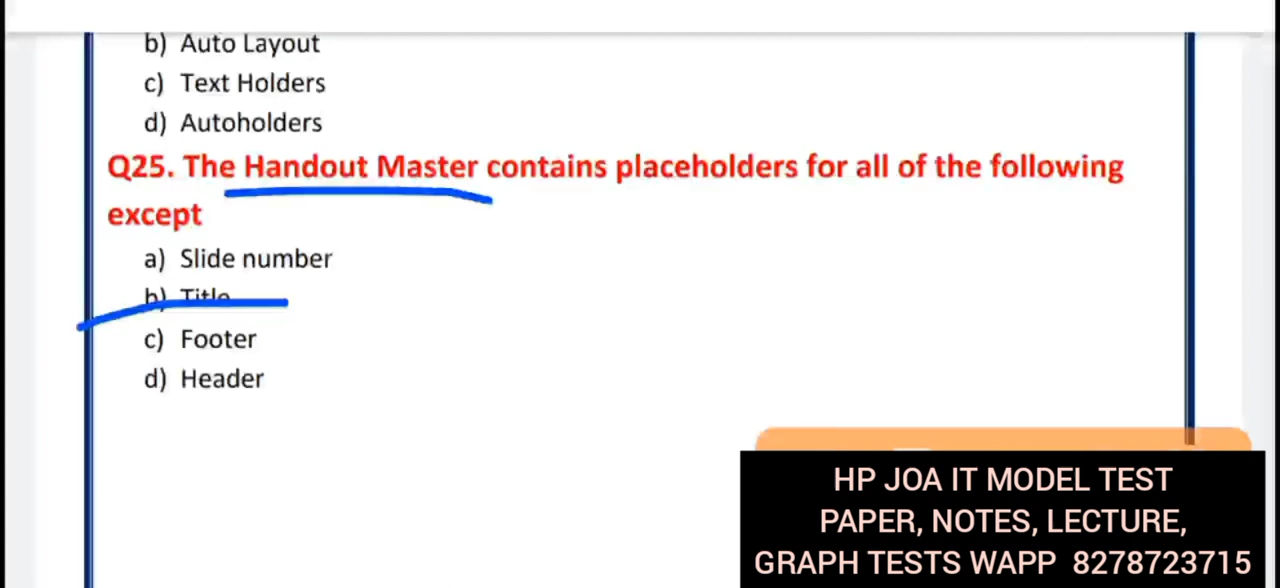 b) Auto Layout
c) Text Holders
d) Autoholders
Q25. The Handout Master contains placeholders for all of the following
except
a) Slide number
b) Title
c) Footer
d) Header
HP JOA IT MODEL TEST
PAPER, NOTES, LECTURE,
GRAPH TESTS WAPP 8278723715